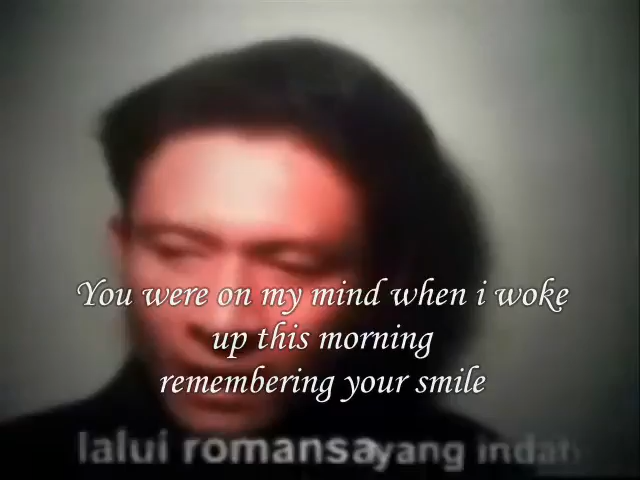 You were on my mind when i woke
up this morning
remembering your smile
lalui romansa yang indah